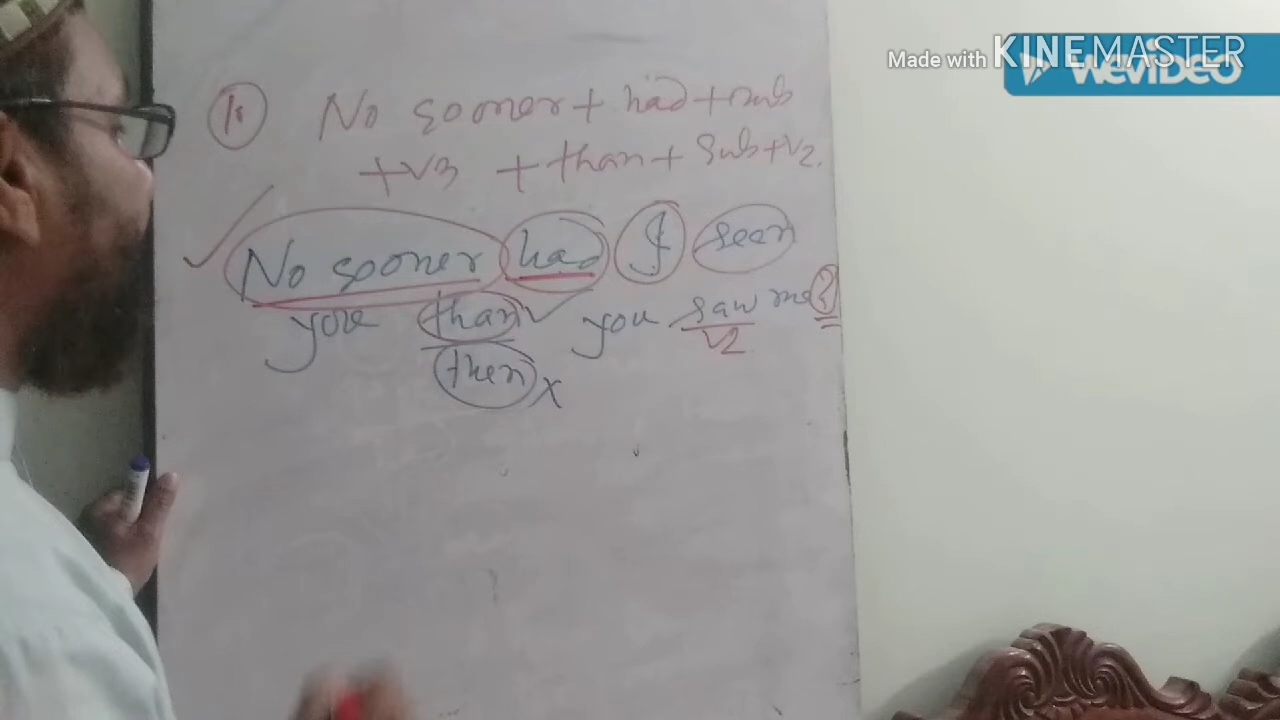 Made with KINEMASTER
WEVIDEO
1. No sooner + had + sub
+ V3 + than + sub + V2.
No sooner had I seen
you than you saw me?
V2
then x